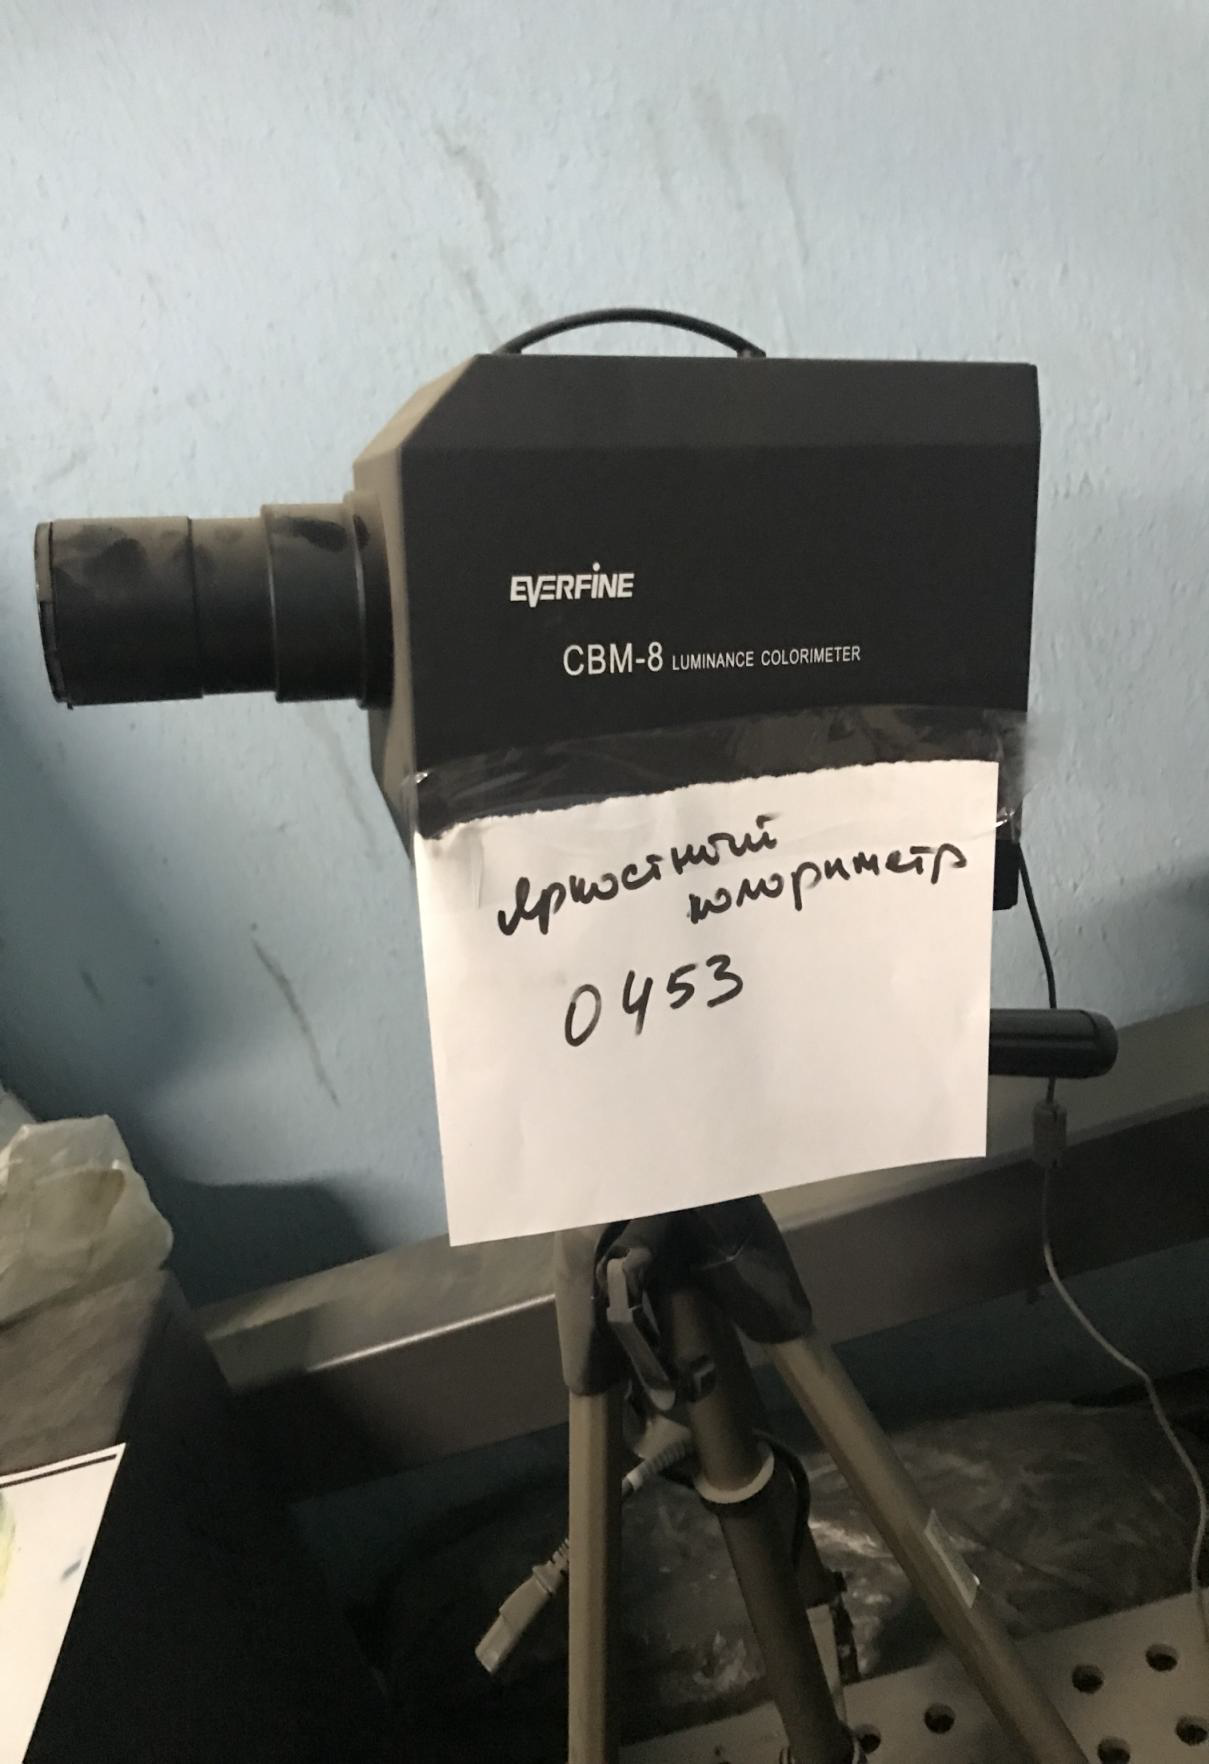 EVERFINE
CBM-8 LUMINANCE COLORIMETER
Яркостный
колориметр
0453